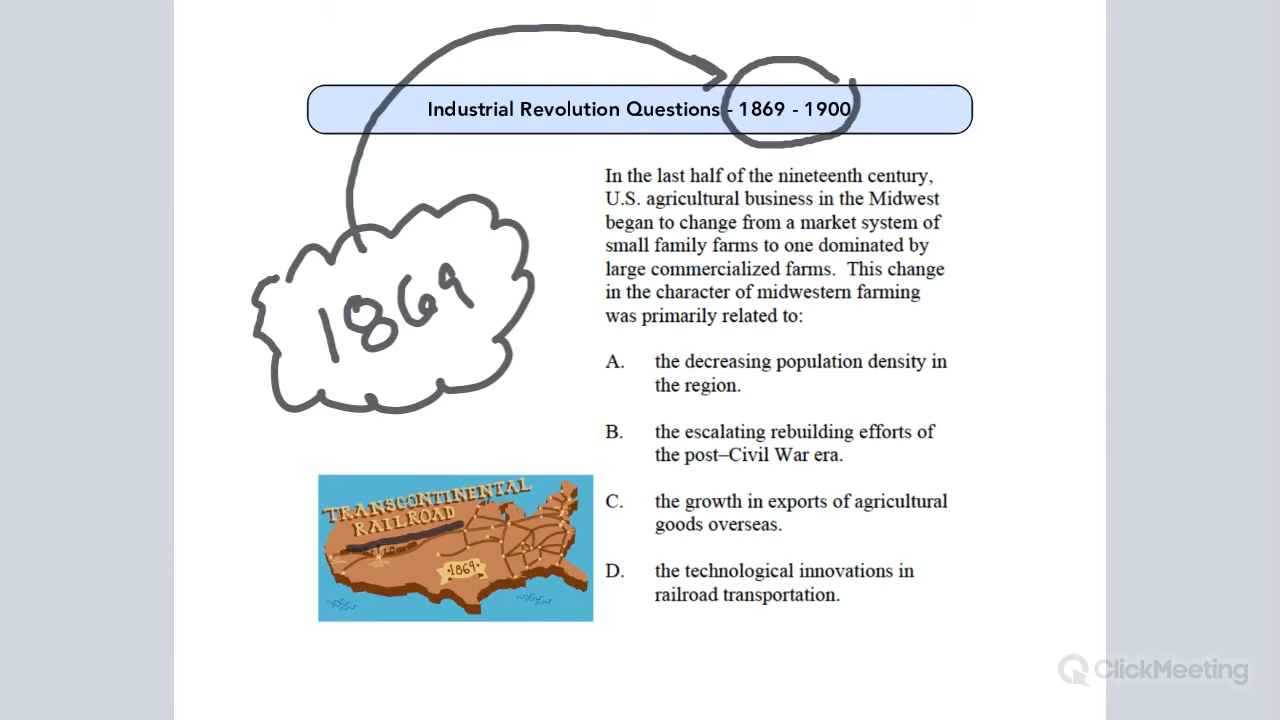 Industrial Revolution Questions - 1869 - 1900
In the last half of the nineteenth century,
U.S. agricultural business in the Midwest
began to change from a market system of
small family farms to one dominated by
large commercialized farms.  This change
in the character of midwestern farming
was primarily related to:
1869
A. the decreasing population density in
the region.
B. the escalating rebuilding efforts of
the post–Civil War era.
C. the growth in exports of agricultural
goods overseas.
D. the technological innovations in
railroad transportation.
TRANSCONTINENTAL
RAILROAD
1869
ClickMeeting